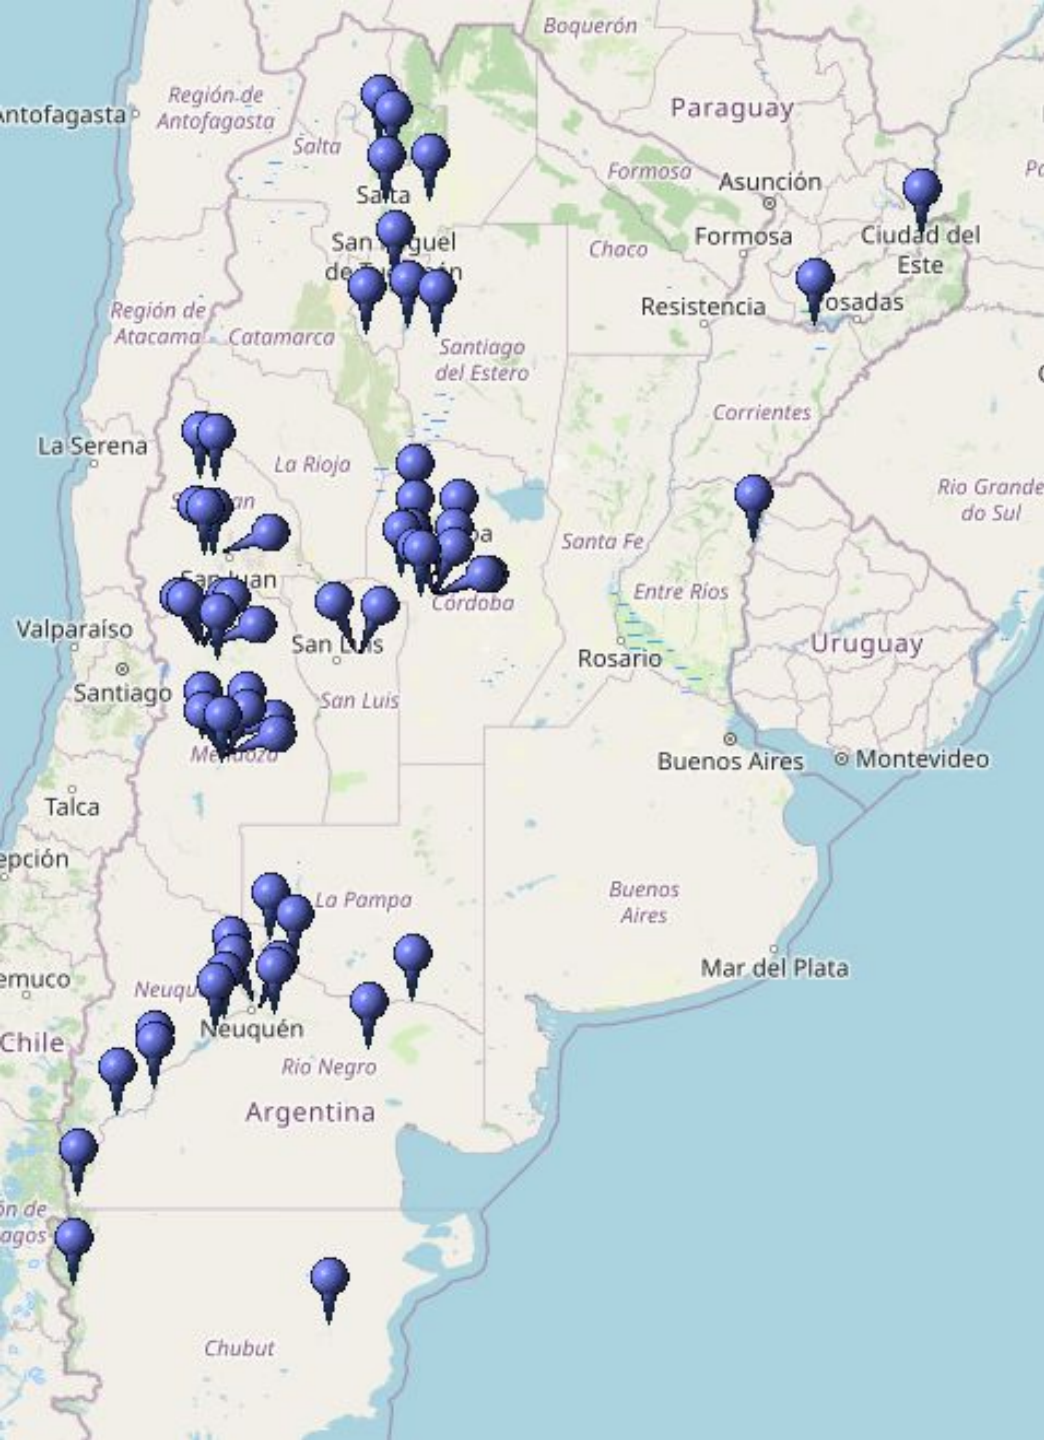 Boquerón
Región de
Antofagasta
Antofagasta
Paraguay
Salta
Formosa
Asunción
Salta
Formosa
Ciudad del
Este
Chaco
Resistencia
Región de
Atacama
Catamarca
Santiago
del Estero
Corrientes
La Serena
La Rioja
Rio Grande
do Sul
Santa Fe
San Juan
Entre Ríos
Córdoba
Valparaíso
Uruguay
San Luis
Rosario
Santiago
San Luis
Mendoza
Buenos Aires
Montevideo
Talca
La Pampa
Buenos
Aires
Mar del Plata
Neuquén
Chile
Río Negro
Argentina
Chubut